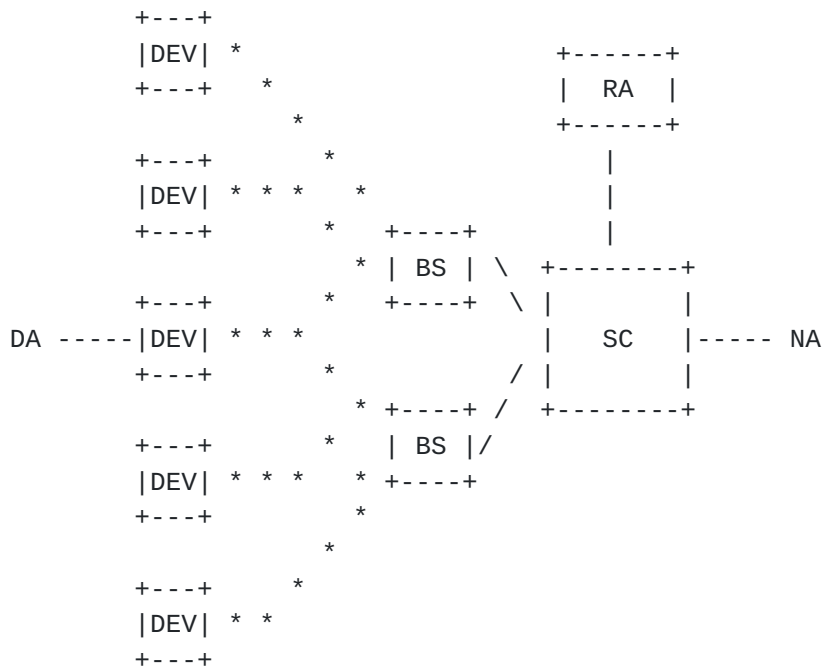 +---+
        |DEV| *                    +------+
        +---+   *                  |  RA  |
                  *                +------+
        +---+       *                 |
        |DEV| * * *   *               |
        +---+       *   +----+        |
                      * | BS | \  +--------+
        +---+       *   +----+  \ |        |
DA -----|DEV| * * *               |   SC   |----- NA
        +---+       *           / |        |
                      * +----+ /  +--------+
        +---+       *   | BS |/
        |DEV| * * *   * +----+
        +---+         *
                    *
        +---+     *
        |DEV| * *
        +---+